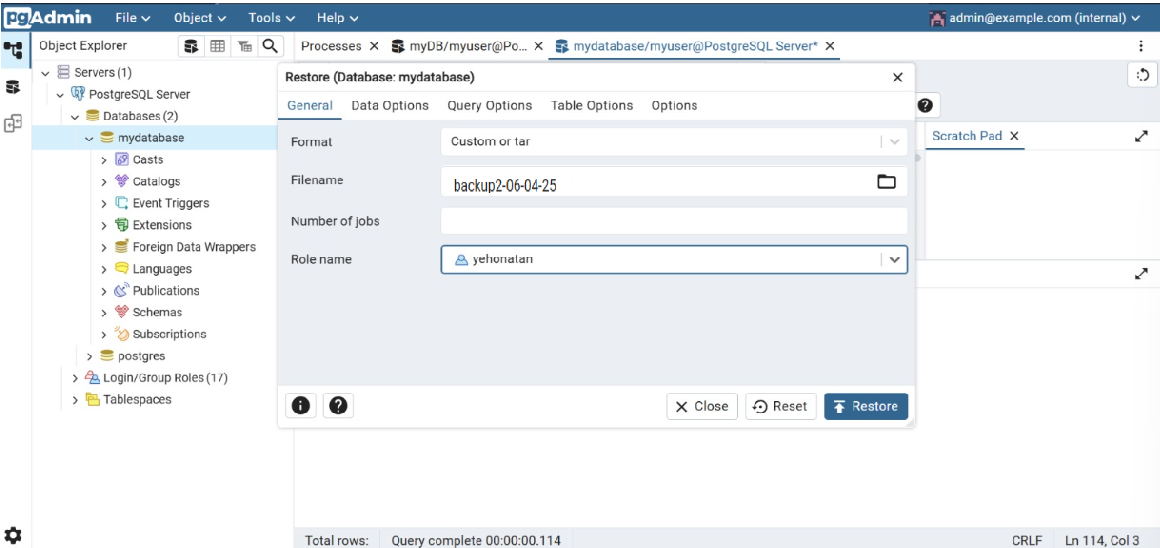 pgAdmin File Object Tools Help admin@example.com (internal)
Object Explorer Processes X myDB/myuser@Po... X mydatabase/myuser@PostgreSQL Server* X
Servers (1)
PostgreSQL Server
Databases (2)
mydatabase
Casts
Catalogs
Event Triggers
Extensions
Foreign Data Wrappers
Languages
Publications
Schemas
Subscriptions
postgres
Login/Group Roles (17)
Tablespaces
Restore (Database: mydatabase)
General Data Options Query Options Table Options Options
Format Custom or tar
Filename backup2-06-04-25
Number of jobs
Role name yehonatan
Close Reset Restore
Scratch Pad X
Total rows: Query complete 00:00:00.114 CRLF Ln 114, Col 3